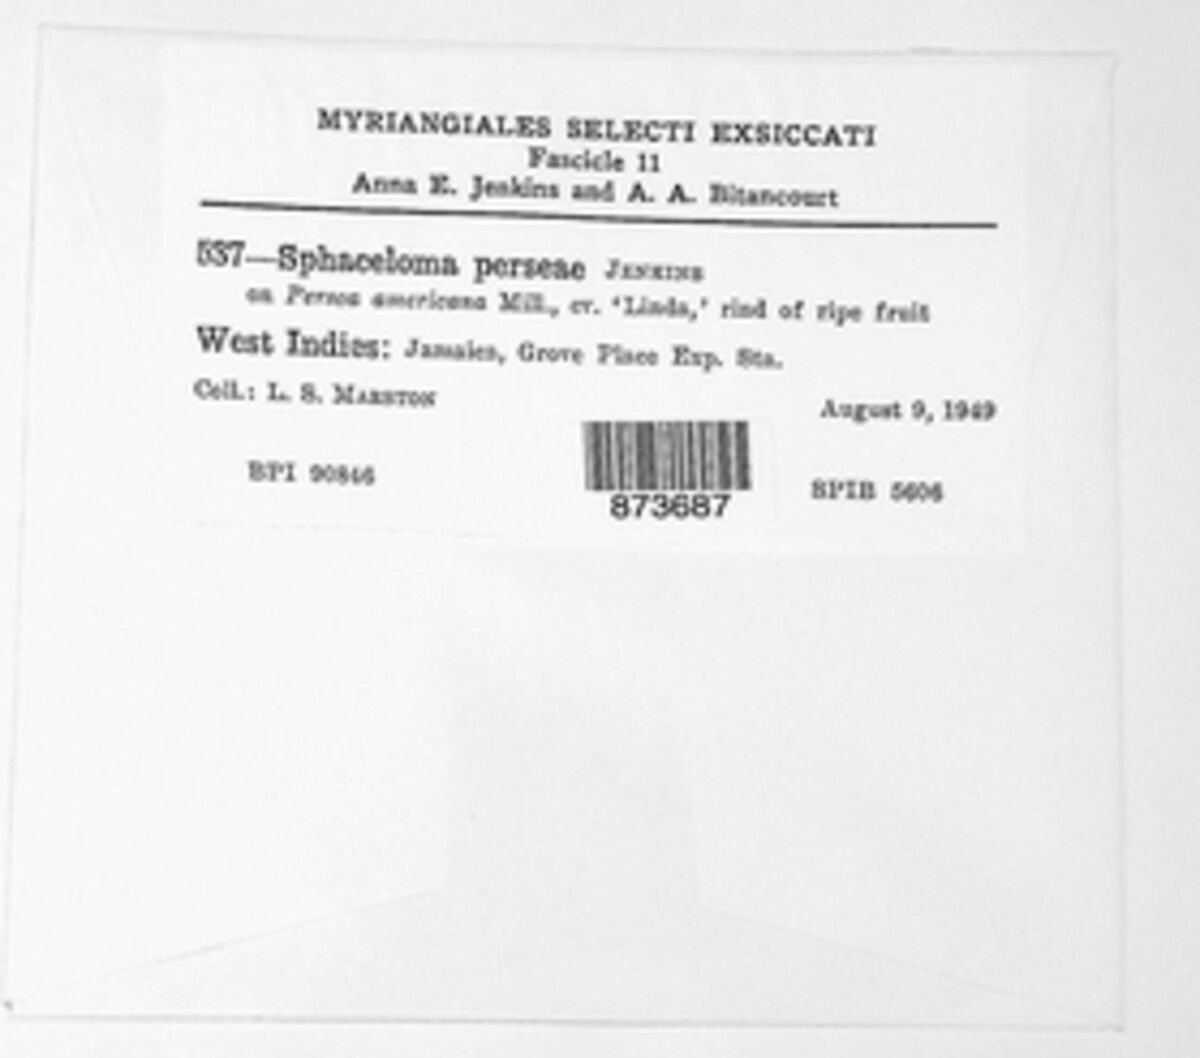 MYRIANGIALES SELECTI EXSICCATI
Fascicle 11
Anna E. Jenkins and A. A. Bitancourt
537—Sphaceloma perseae JENKINS
on Persea americana Mill., cv. 'Linda,' rind of ripe fruit
West Indies: Jamaica, Grove Place Exp. Sta.
Coll.: L. S. MARSTON
August 9, 1949
BPI 90846
873687
SPIB 5606